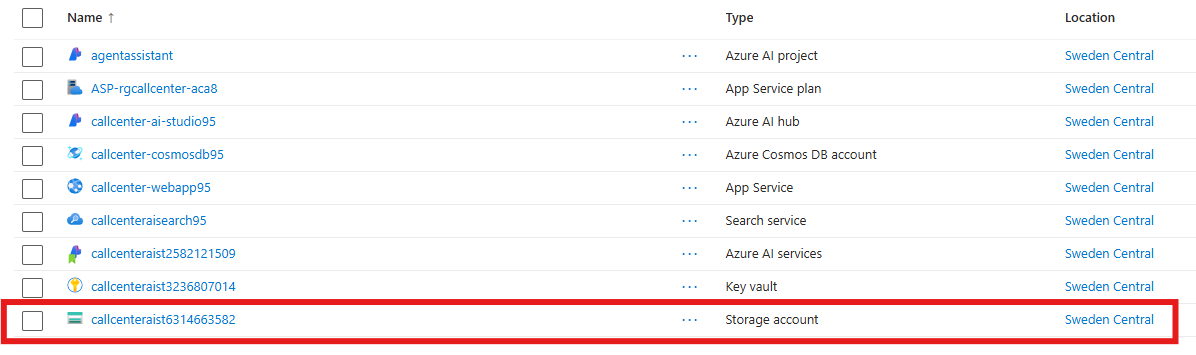 Name ↑ Type Location
agentassistant ··· Azure AI project Sweden Central
ASP-rgcallcenter-aca8 ··· App Service plan Sweden Central
callcenter-ai-studio95 ··· Azure AI hub Sweden Central
callcenter-cosmosdb95 ··· Azure Cosmos DB account Sweden Central
callcenter-webapp95 ··· App Service Sweden Central
callcenteraisearch95 ··· Search service Sweden Central
callcenteraist2582121509 ··· Azure AI services Sweden Central
callcenteraist3236807014 ··· Key vault Sweden Central
callcenteraist6314663582 ··· Storage account Sweden Central